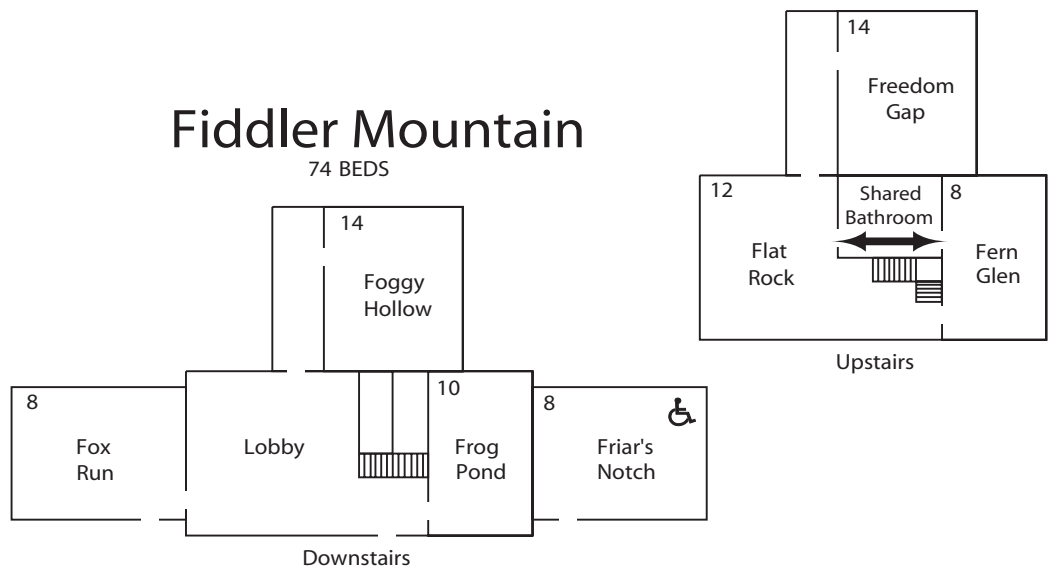 Fiddler Mountain
74 BEDS
14
Freedom
Gap
12
Shared
Bathroom
8
Flat
Rock
Fern
Glen
Upstairs
14
Foggy
Hollow
8
Fox
Run
Lobby
10
Frog
Pond
8
Friar's
Notch
Downstairs